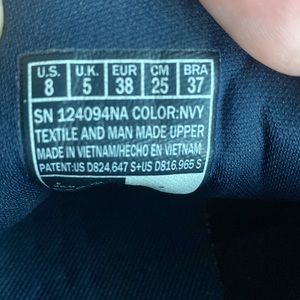 U.S. U.K. EUR CM BRA
8 5 38 25 37
SN 124094NA COLOR:NVY
TEXTILE AND MAN MADE UPPER
MADE IN VIETNAM/HECHO EN VIETNAM
PATENT:US D824,647 S+US D816,965 S